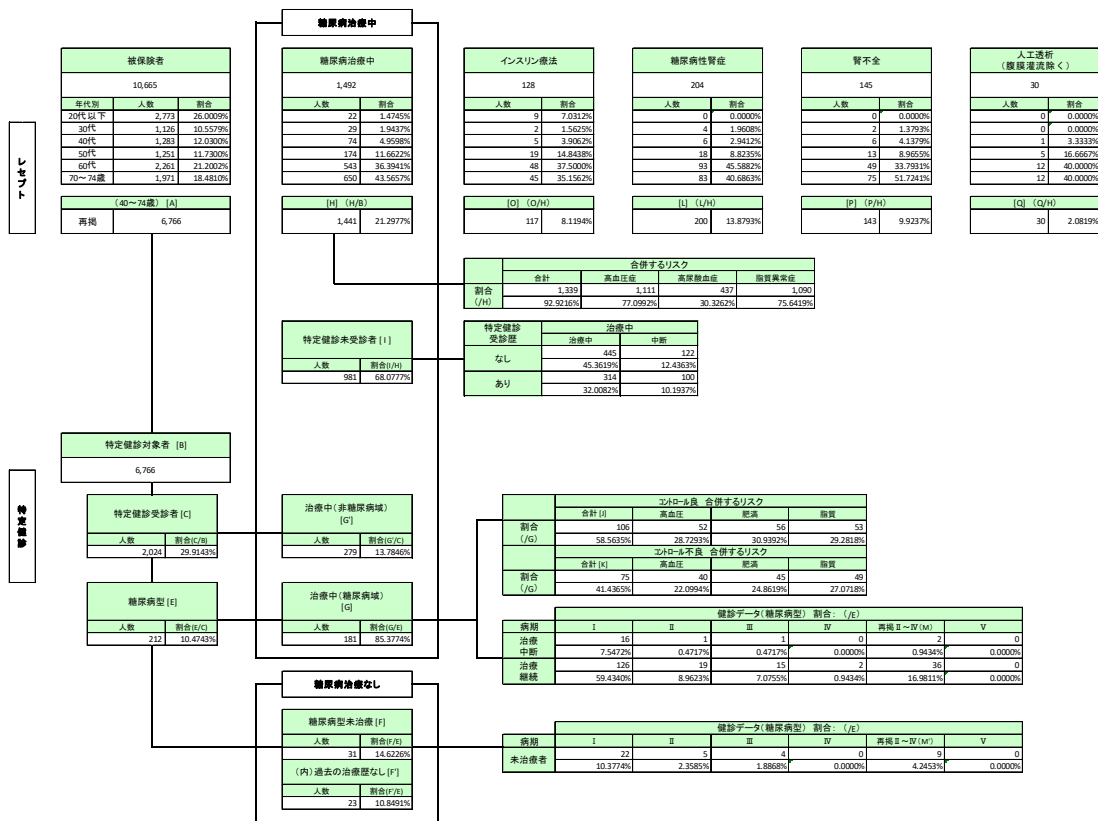 糖尿病治療中
レセプト
被保険者
10,665
年代別 人数 割合
20代以下 2,773 26.0009%
30代 1,126 10.5579%
40代 1,283 12.0300%
50代 1,251 11.7300%
60代 2,261 21.2002%
70～74歳 1,971 18.4810%
(40～74歳) [A]
再掲 6,766
糖尿病治療中
1,492
人数 割合
22 1.4745%
29 1.9437%
74 4.9598%
174 11.6622%
543 36.3941%
650 43.5657%
[H] (H/B)
1,441 21.2977%
インスリン療法
128
人数 割合
9 7.0312%
2 1.5625%
5 3.9062%
19 14.8438%
48 37.5000%
45 35.1562%
[O] (O/H)
117 8.1194%
糖尿病性腎症
204
人数 割合
0 0.0000%
4 1.9608%
6 2.9412%
18 8.8235%
93 45.5882%
83 40.6863%
[L] (L/H)
200 13.8793%
腎不全
145
人数 割合
0 0.0000%
2 1.3793%
6 4.1379%
13 8.9655%
49 33.7931%
75 51.7241%
[P] (P/H)
143 9.9237%
人工透析
(腹膜灌流除く)
30
人数 割合
0 0.0000%
0 0.0000%
1 3.3333%
5 16.6667%
12 40.0000%
12 40.0000%
[Q] (Q/H)
30 2.0819%
合併するリスク
合計 高血圧症 高尿酸血症 脂質異常症
割合 (/H)
1,339 1,111 437 1,090
92.9216% 77.0992% 30.3262% 75.6419%
特定健診未受診者 [I]
人数 割合(I/H)
981 68.0777%
特定健診受診歴 治療中
治療中 中断
なし
445 122
45.3619% 12.4363%
あり
314 100
32.0082% 10.1937%
特定健診
特定健診対象者 [B]
6,766
特定健診受診者 [C]
人数 割合(C/B)
2,024 29.9143%
治療中(非糖尿病域)
[G']
人数 割合(G'/C)
279 13.7846%
糖尿病型 [E]
人数 割合(E/C)
212 10.4743%
治療中(糖尿病域)
[G]
人数 割合(G/E)
181 85.3774%
コントロール良 合併するリスク
合計 [J] 高血圧 肥満 脂質
割合 (/G)
106 52 56 53
58.5635% 28.7293% 30.9392% 29.2818%
コントロール不良 合併するリスク
合計 [K] 高血圧 肥満 脂質
割合 (/G)
75 40 45 49
41.4365% 22.0994% 24.8619% 27.0718%
健診データ(糖尿病型) 割合: (/E)
病期 Ⅰ Ⅱ Ⅲ Ⅳ 再掲Ⅱ～Ⅳ(M) Ⅴ
治療中断
16 1 1 0 2 0
7.5472% 0.4717% 0.4717% 0.0000% 0.9434% 0.0000%
治療継続
126 19 15 2 36 0
59.4340% 8.9623% 7.0755% 0.9434% 16.9811% 0.0000%
糖尿病治療なし
糖尿病型未治療 [F]
人数 割合(F/E)
31 14.6226%
(内)過去の治療歴なし [F']
人数 割合(F'/E)
23 10.8491%
健診データ(糖尿病型) 割合: (/E)
病期 Ⅰ Ⅱ Ⅲ Ⅳ 再掲Ⅱ～Ⅳ(M') Ⅴ
未治療者
22 5 4 0 9 0
10.3774% 2.3585% 1.8868% 0.0000% 4.2453% 0.0000%